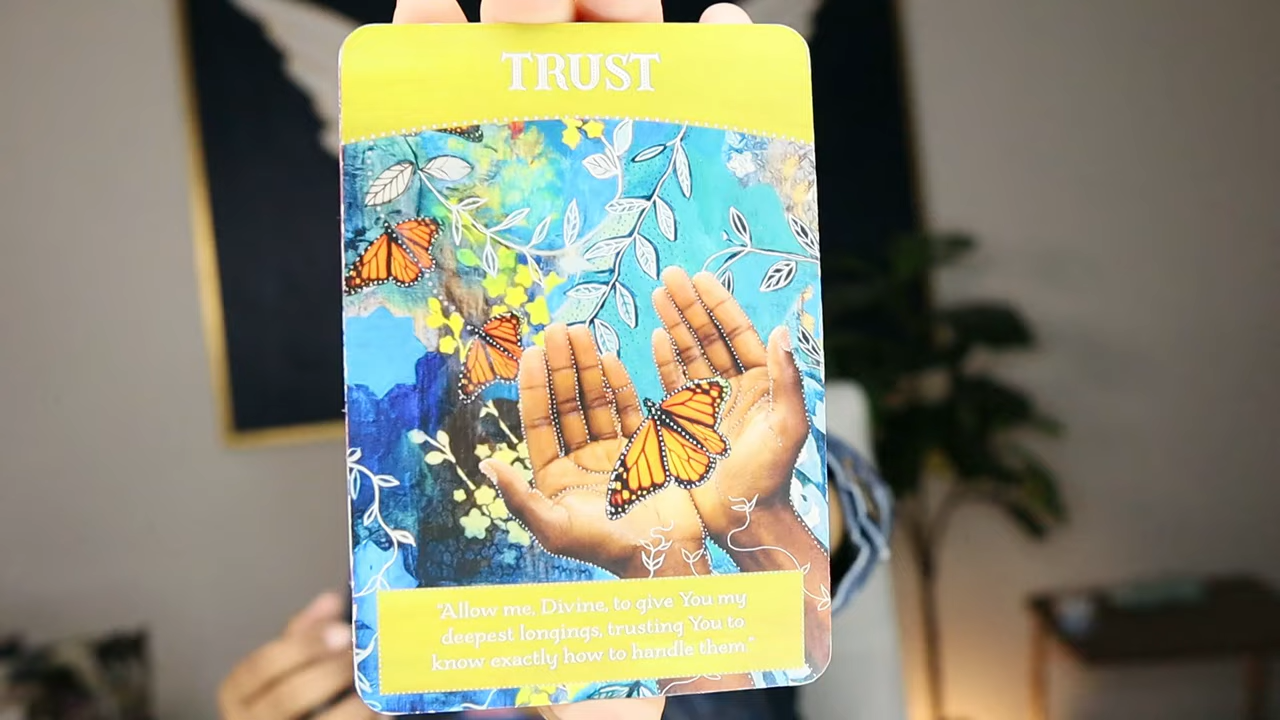 TRUST
"Allow me, Divine, to give You my
deepest longings, trusting You to
know exactly how to handle them."